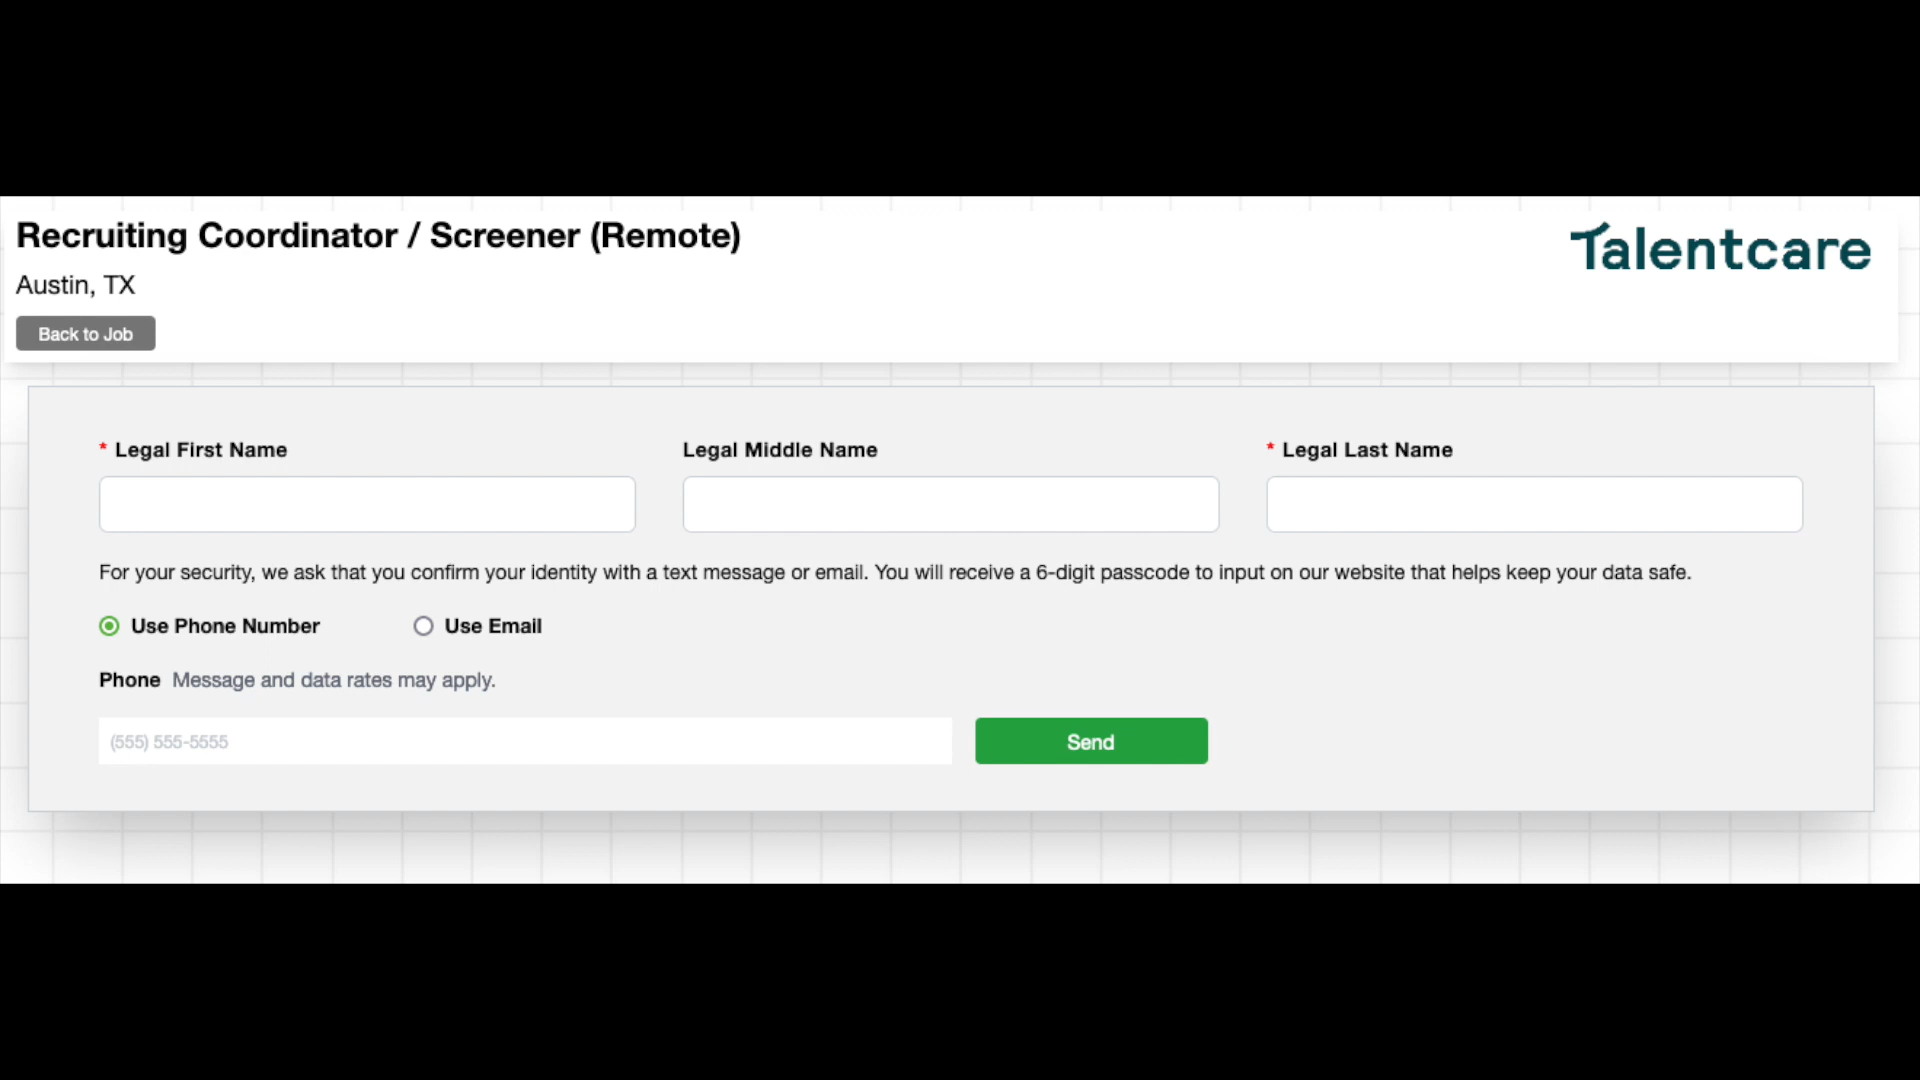 Recruiting Coordinator / Screener (Remote)
Talentcare
Austin, TX
Back to Job
* Legal First Name
Legal Middle Name
* Legal Last Name
For your security, we ask that you confirm your identity with a text message or email. You will receive a 6-digit passcode to input on our website that helps keep your data safe.
Use Phone Number
Use Email
Phone Message and data rates may apply.
(555) 555-5555
Send